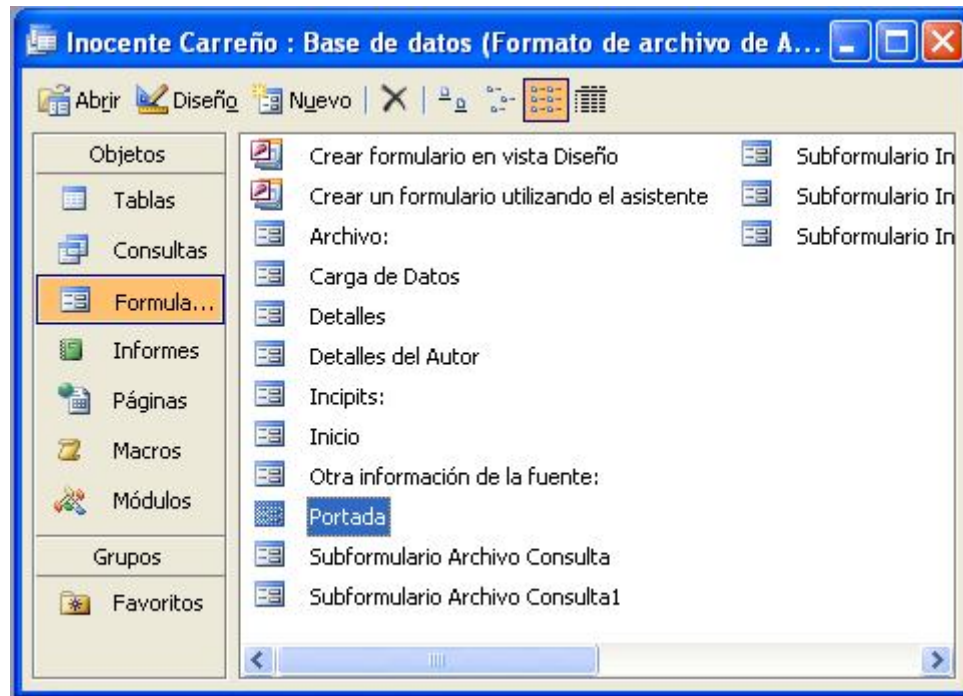 Inocente Carreño : Base de datos (Formato de archivo de A...
Abrir Diseño Nuevo
Objetos
Tablas
Consultas
Formula...
Informes
Páginas
Macros
Módulos
Grupos
Favoritos
Crear formulario en vista Diseño
Crear un formulario utilizando el asistente
Archivo:
Carga de Datos
Detalles
Detalles del Autor
Incipits:
Inicio
Otra información de la fuente:
Portada
Subformulario Archivo Consulta
Subformulario Archivo Consulta1
Subformulario In
Subformulario In
Subformulario In